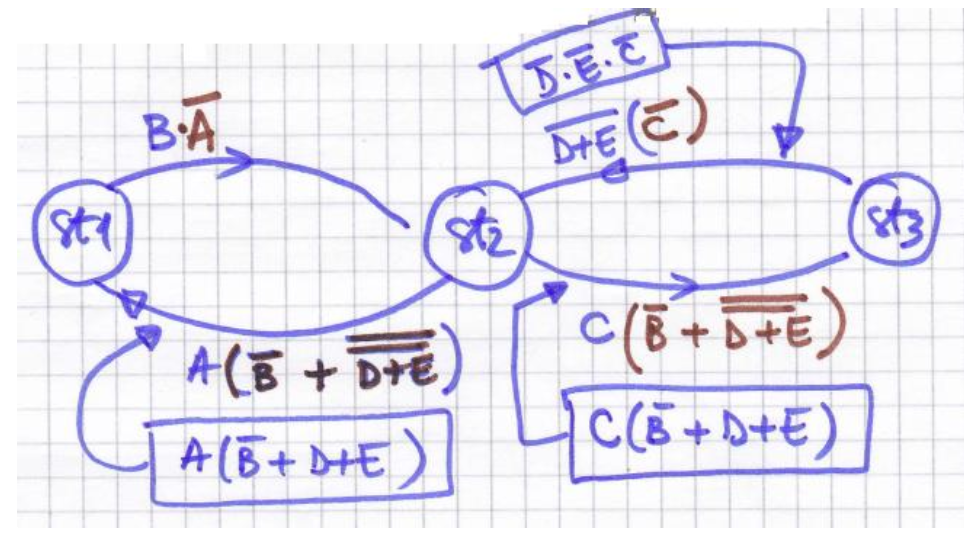 D̅·E̅·C̅
B·A̅
D̅+̅E̅ (C̅)
st1
st2
st3
C(B̅ + D̿+̿E̿)
A(B̅ + D̿+̿E̿)
C(B̅ + D+E)
A(B̅ + D+E)